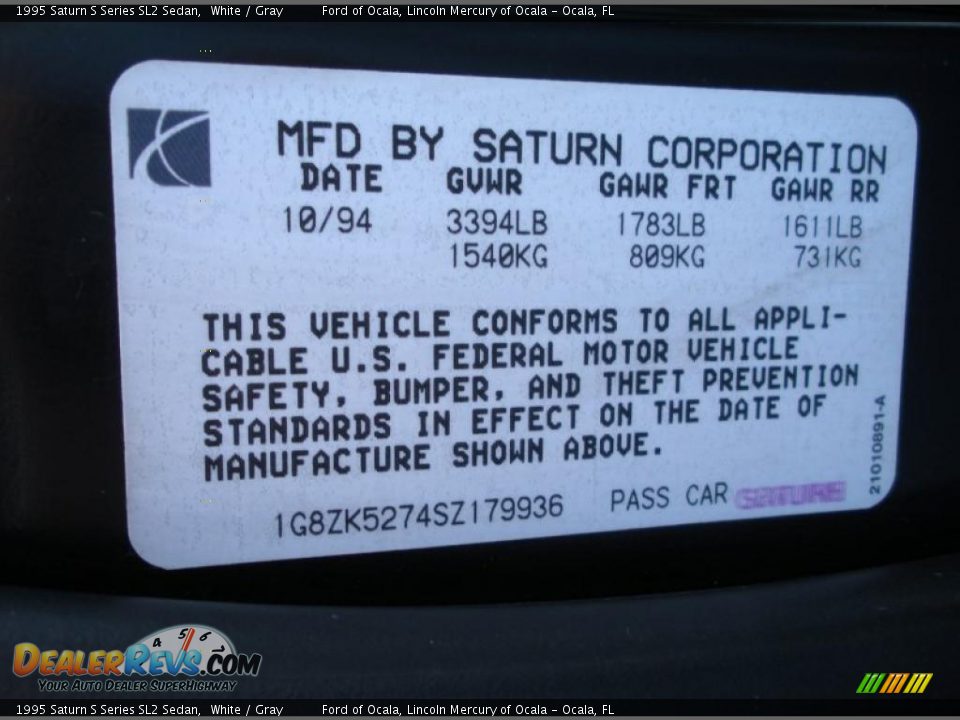 1995 Saturn S Series SL2 Sedan, White / Gray Ford of Ocala, Lincoln Mercury of Ocala - Ocala, FL
MFD BY SATURN CORPORATION
DATE GVWR GAWR FRT GAWR RR
10/94 3394LB 1783LB 1611LB
1540KG 809KG 731KG
THIS VEHICLE CONFORMS TO ALL APPLI-
CABLE U.S. FEDERAL MOTOR VEHICLE
SAFETY, BUMPER, AND THEFT PREVENTION
STANDARDS IN EFFECT ON THE DATE OF
MANUFACTURE SHOWN ABOVE.
21010891-A
1G8ZK5274SZ179936 PASS CAR
4 5 6
DEALERREVS.COM
YOUR AUTO DEALER SUPERHIGHWAY
1995 Saturn S Series SL2 Sedan, White / Gray Ford of Ocala, Lincoln Mercury of Ocala - Ocala, FL